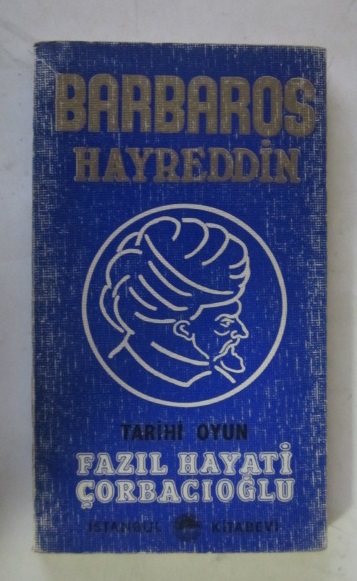 BARBAROS
HAYREDDİN
TARİHİ OYUN
FAZIL HAYATİ
ÇORBACIOĞLU
İSTANBUL KİTABEVİ